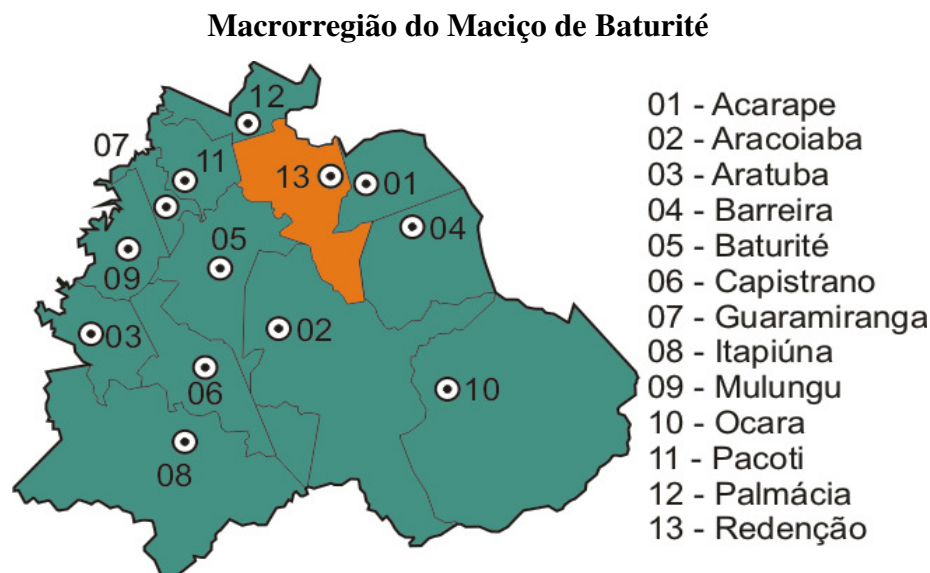 Macrorregião do Maciço de Baturité
12
07
11
13
01
04
05
09
03
02
06
10
08
01 - Acarape
02 - Aracoiaba
03 - Aratuba
04 - Barreira
05 - Baturité
06 - Capistrano
07 - Guaramiranga
08 - Itapiúna
09 - Mulungu
10 - Ocara
11 - Pacoti
12 - Palmácia
13 - Redenção